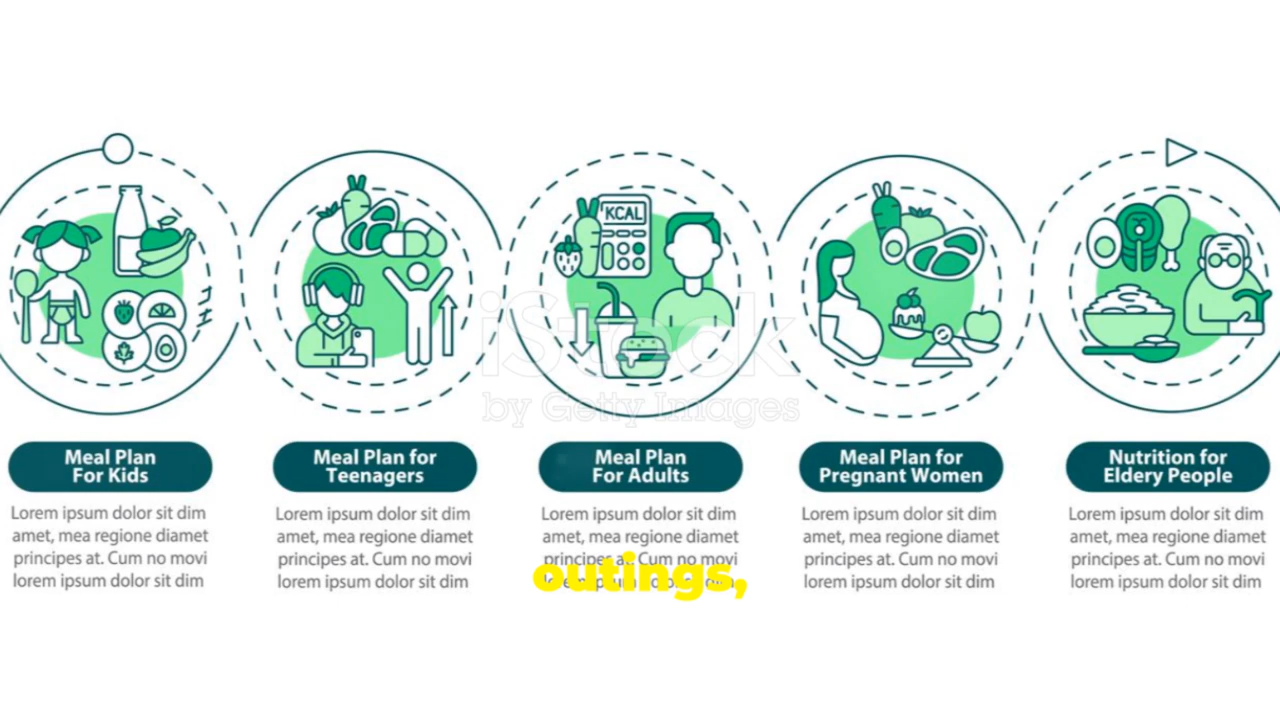 KCAL
iStock
by Getty Images
Meal Plan
For Kids
Lorem ipsum dolor sit dim
amet, mea regione diamet
principes at. Cum no movi
lorem ipsum dolor sit dim
Meal Plan for
Teenagers
Lorem ipsum dolor sit dim
amet, mea regione diamet
principes at. Cum no movi
lorem ipsum dolor sit dim
Meal Plan
For Adults
Lorem ipsum dolor sit dim
amet, mea regione diamet
principes at. Cum no movi
lorem ipsum dolor sit dim
outings,
Meal Plan for
Pregnant Women
Lorem ipsum dolor sit dim
amet, mea regione diamet
principes at. Cum no movi
lorem ipsum dolor sit dim
Nutrition for
Eldery People
Lorem ipsum dolor sit dim
amet, mea regione diamet
principes at. Cum no movi
lorem ipsum dolor sit dim